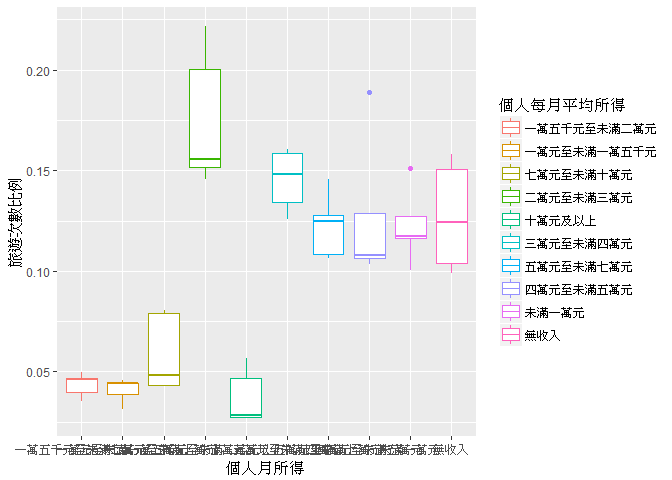 個人每月平均所得
一萬五千元至未滿二萬元
一萬元至未滿一萬五千元
七萬元至未滿十萬元
二萬元至未滿三萬元
十萬元及以上
三萬元至未滿四萬元
五萬元至未滿七萬元
四萬元至未滿五萬元
未滿一萬元
無收入
旅遊次數比例
0.20
0.15
0.10
0.05
一萬五千元
無收入
個人月所得